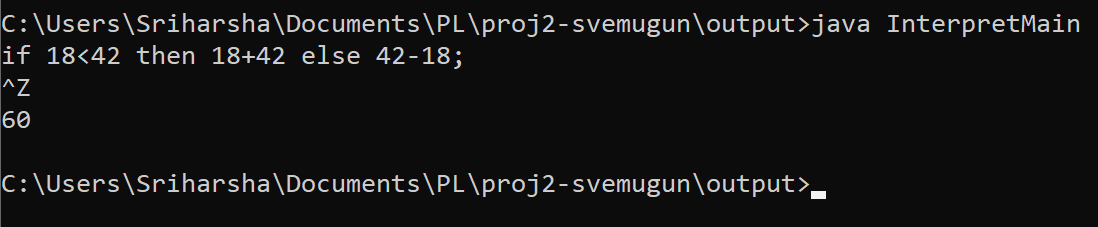 C:\Users\Sriharsha\Documents\PL\proj2-svemugun\output>java InterpretMain
if 18<42 then 18+42 else 42-18;
^Z
60
C:\Users\Sriharsha\Documents\PL\proj2-svemugun\output>